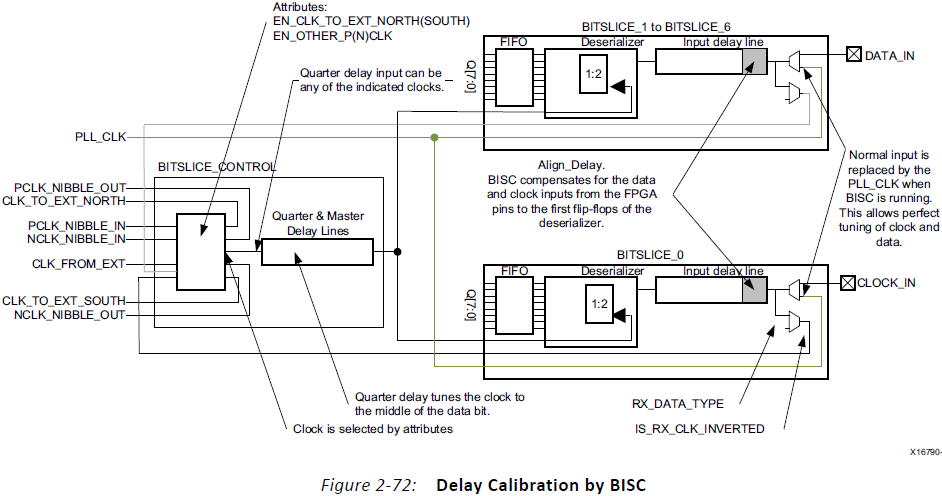 Attributes:
EN_CLK_TO_EXT_NORTH(SOUTH)
EN_OTHER_P(N)CLK
Quarter delay input can be
any of the indicated clocks.
PLL_CLK
BITSLICE_CONTROL
PCLK_NIBBLE_OUT
CLK_TO_EXT_NORTH
PCLK_NIBBLE_IN
NCLK_NIBBLE_IN
CLK_FROM_EXT
CLK_TO_EXT_SOUTH
NCLK_NIBBLE_OUT
Quarter & Master
Delay Lines
Quarter delay tunes the clock to
the middle of the data bit.
Clock is selected by attributes
BITSLICE_1 to BITSLICE_6
FIFO
Deserializer
Input delay line
Q[7:0]
1:2
DATA_IN
Align_Delay.
BISC compensates for the data
and clock inputs from the FPGA
pins to the first flip-flops of the
deserializer.
Normal input is
replaced by the
PLL_CLK when
BISC is running.
This allows perfect
tuning of clock and
data.
BITSLICE_0
FIFO
Deserializer
Input delay line
Q[7:0]
1:2
CLOCK_IN
RX_DATA_TYPE
IS_RX_CLK_INVERTED
X16790-
Figure 2-72: Delay Calibration by BISC